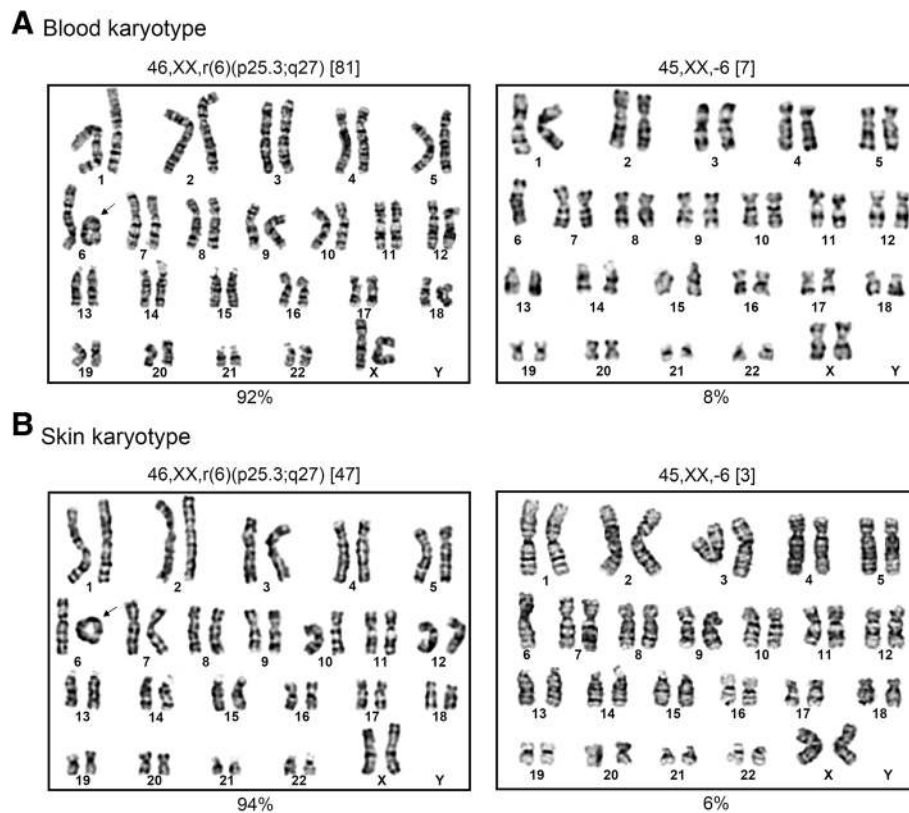 A Blood karyotype
46,XX,r(6)(p25.3;q27) [81]
45,XX,-6 [7]
1 2 3 4 5
1 2 3 4 5
6 7 8 9 10 11 12
6 7 8 9 10 11 12
13 14 15 16 17 18
13 14 15 16 17 18
19 20 21 22 X Y
19 20 21 22 X Y
92%
8%
B Skin karyotype
46,XX,r(6)(p25.3;q27) [47]
45,XX,-6 [3]
1 2 3 4 5
1 2 3 4 5
6 7 8 9 10 11 12
6 7 8 9 10 11 12
13 14 15 16 17 18
13 14 15 16 17 18
19 20 21 22 X Y
19 20 21 22 X Y
94%
6%